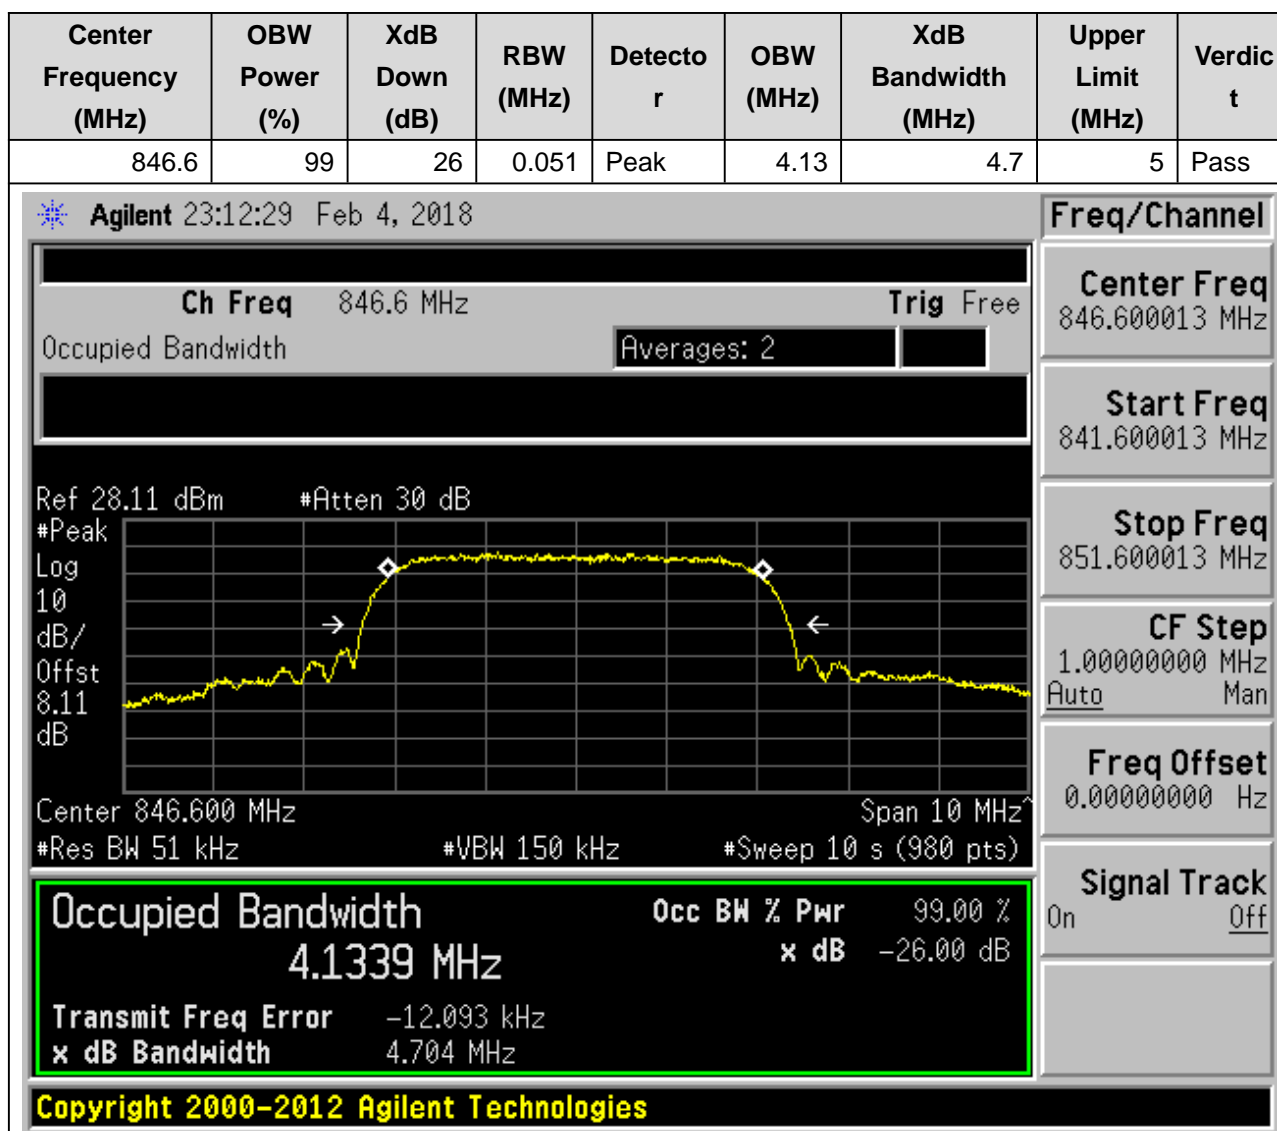 Center Frequency (MHz) OBW Power (%) XdB Down (dB) RBW (MHz) Detecto r OBW (MHz) XdB Bandwidth (MHz) Upper Limit (MHz) Verdic t
846.6 99 26 0.051 Peak 4.13 4.7 5 Pass
Agilent 23:12:29 Feb 4, 2018
Freq/Channel
Ch Freq 846.6 MHz Trig Free
Occupied Bandwidth Averages: 2
Center Freq
846.600013 MHz
Start Freq
841.600013 MHz
Stop Freq
851.600013 MHz
CF Step
1.00000000 MHz
Auto Man
Freq Offset
0.00000000 Hz
Signal Track
On Off
Ref 28.11 dBm #Atten 30 dB
#Peak
Log
10
dB/
Offst
8.11
dB
Center 846.600 MHz Span 10 MHz^
#Res BW 51 kHz #VBW 150 kHz #Sweep 10 s (980 pts)
Occupied Bandwidth Occ BW % Pwr 99.00 %
4.1339 MHz x dB -26.00 dB
Transmit Freq Error -12.093 kHz
x dB Bandwidth 4.704 MHz
Copyright 2000-2012 Agilent Technologies